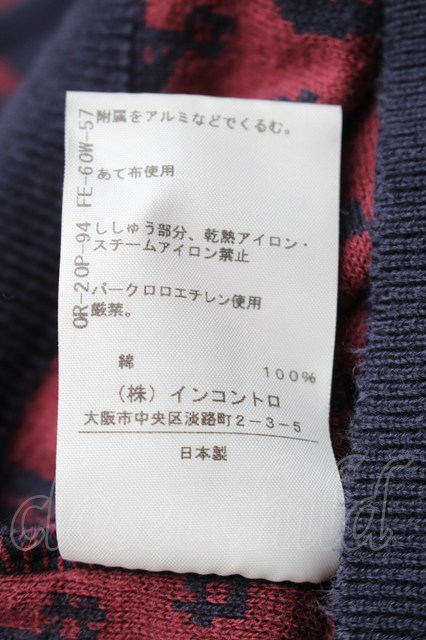 附属をアルミなどでくるむ。
あて布使用
ししゅう部分、乾熱アイロン・
スチームアイロン禁止
パークロロエチレン使用
厳禁。
綿
100%
(株) インコントロ
大阪市中央区淡路町2-3-5
日本製
OR-20P-94 FE-60W-57